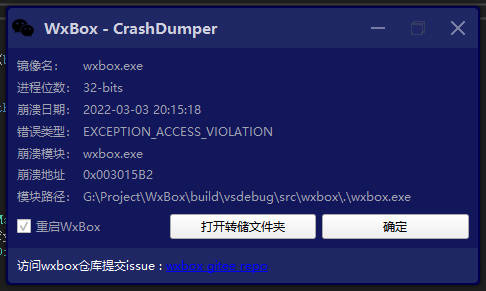 WxBox - CrashDumper
镜像名: wxbox.exe
进程位数: 32-bits
崩溃日期: 2022-03-03 20:15:18
错误类型: EXCEPTION_ACCESS_VIOLATION
崩溃模块: wxbox.exe
崩溃地址 0x003015B2
模块路径: G:\Project\WxBox\build\vsdebug\src\wxbox\.\wxbox.exe
重启WxBox
打开转储文件夹
确定
访问wxbox仓库提交issue : wxbox gitee repo